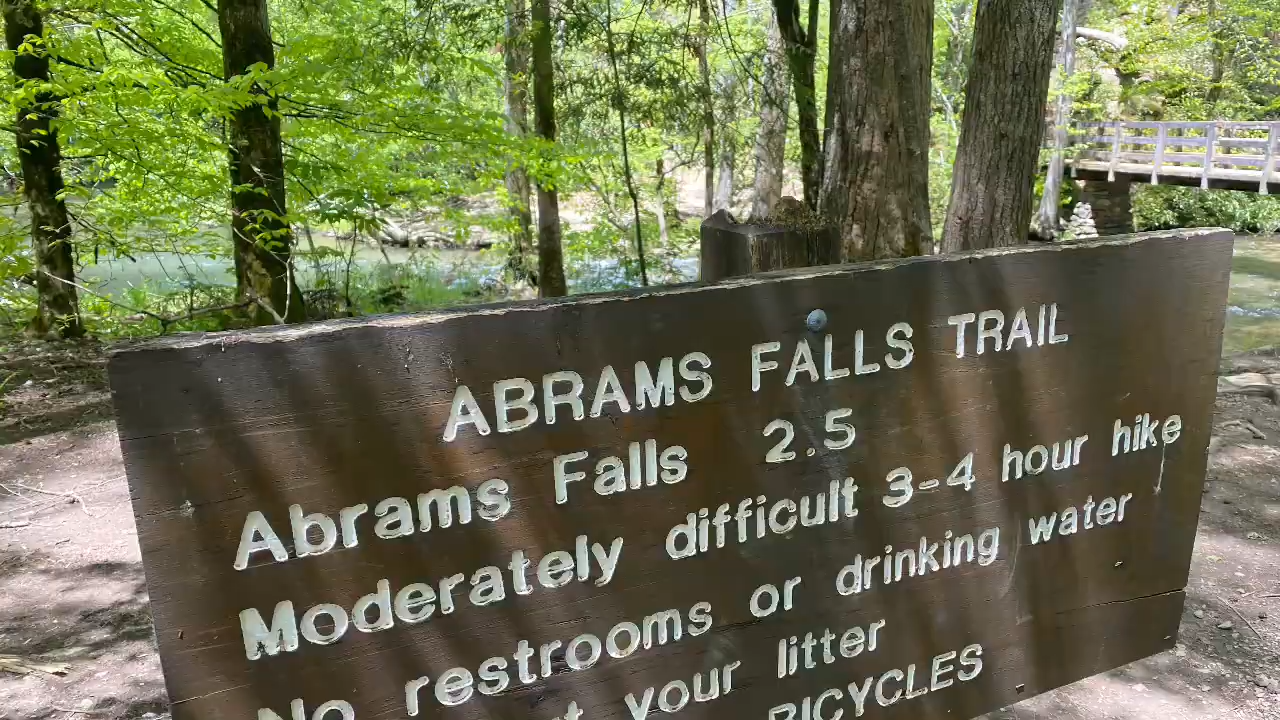 ABRAMS FALLS TRAIL
Abrams Falls 2.5
Moderately difficult 3-4 hour hike
No restrooms or drinking water
your litter
BICYCLES